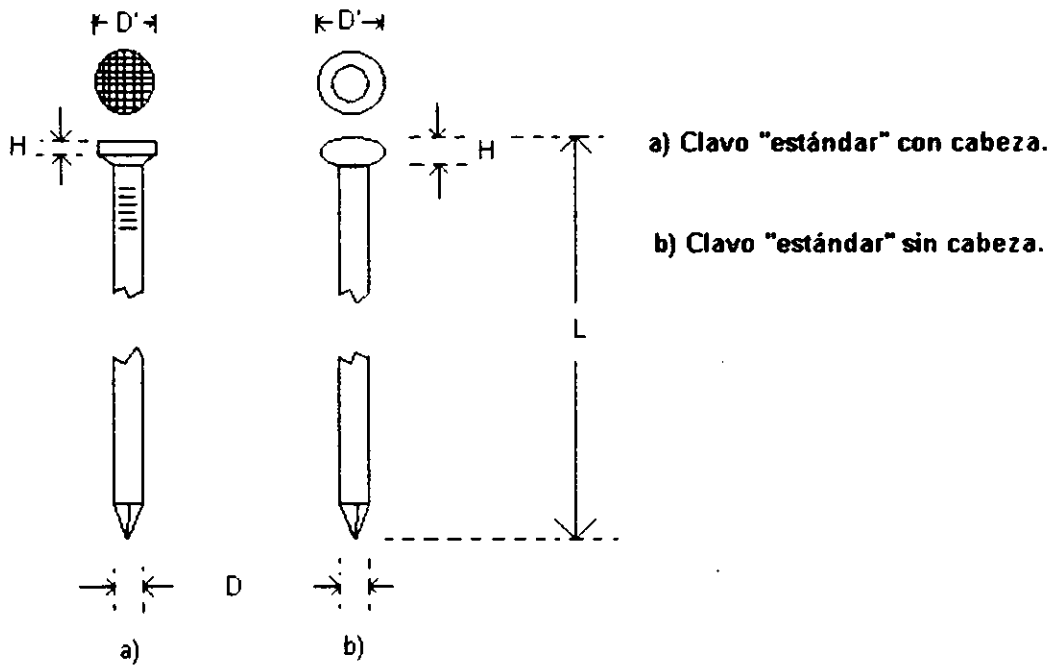 D' D'
H H
a) Clavo "estándar" con cabeza.
b) Clavo "estándar" sin cabeza.
L
D
a) b)